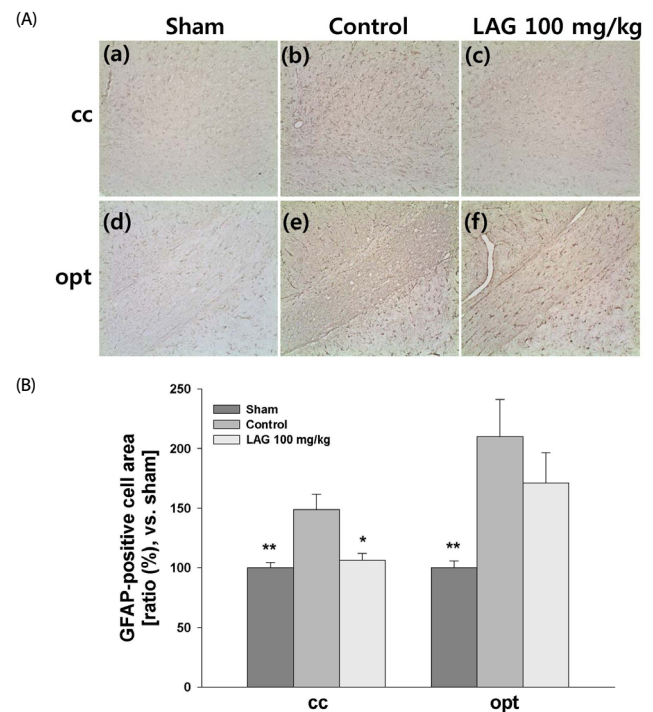 (A)
Sham Control LAG 100 mg/kg
cc
(a) (b) (c)
opt
(d) (e) (f)
(B)
GFAP-positive cell area
[ratio (%), vs. sham]
250
200
150
100
50
0
Sham
Control
LAG 100 mg/kg
** * **
cc opt